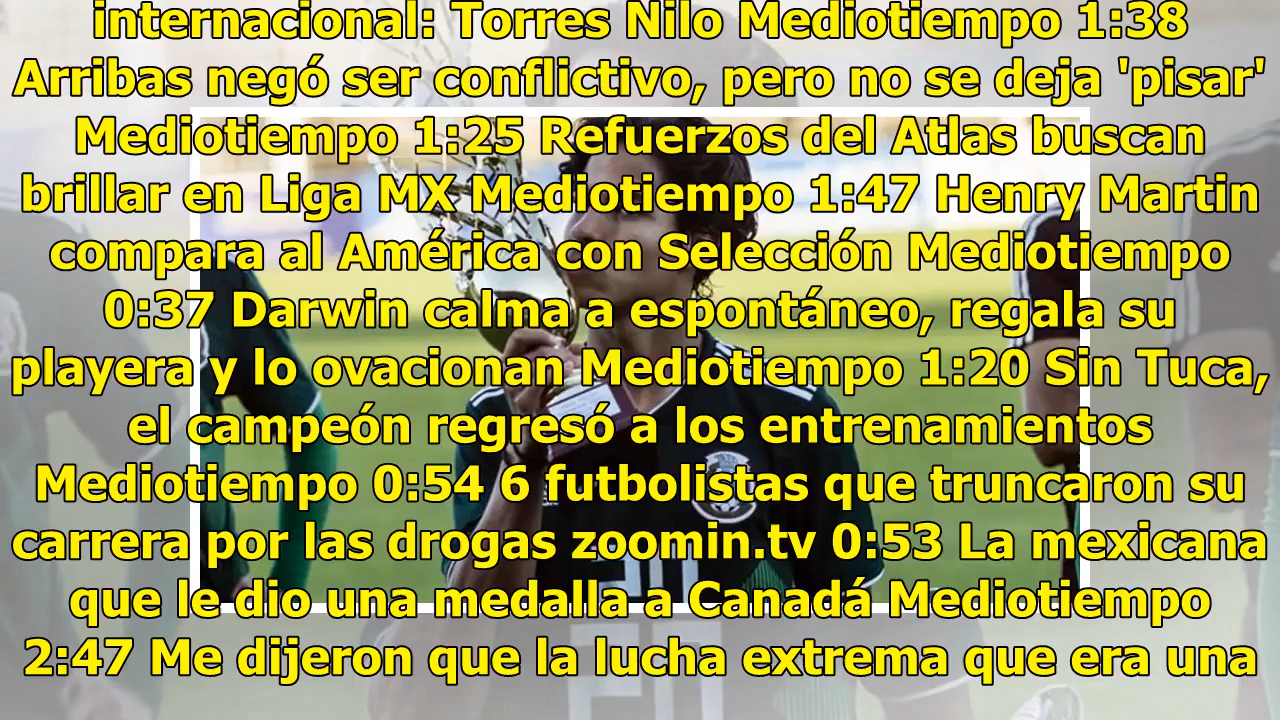 internacional: Torres Nilo Mediotiempo 1:38
Arribas negó ser conflictivo, pero no se deja 'pisar'
Mediotiempo 1:25 Refuerzos del Atlas buscan
brillar en Liga MX Mediotiempo 1:47 Henry Martin
compara al América con Selección Mediotiempo
0:37 Darwin calma a espontáneo, regala su
playera y lo ovacionan Mediotiempo 1:20 Sin Tuca,
el campeón regresó a los entrenamientos
Mediotiempo 0:54 6 futbolistas que truncaron su
carrera por las drogas zoomin.tv 0:53 La mexicana
que le dio una medalla a Canadá Mediotiempo
2:47 Me dijeron que la lucha extrema que era una
20